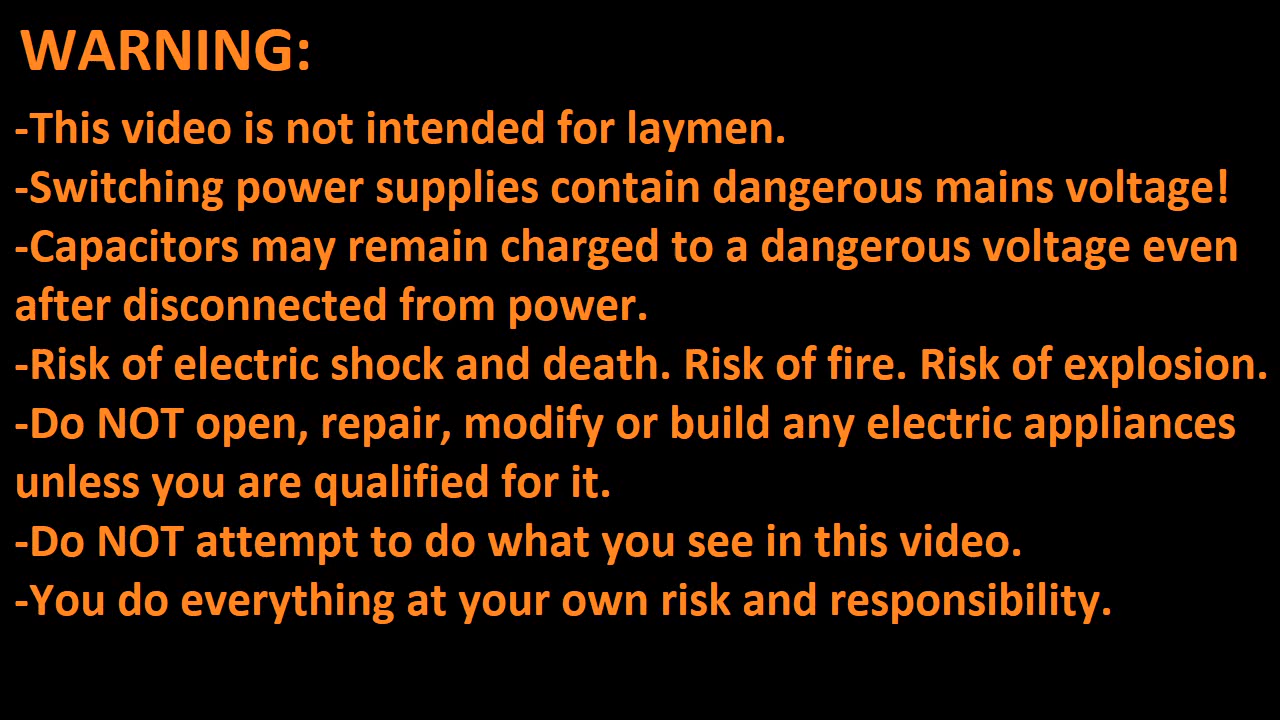 WARNING:
-This video is not intended for laymen.
-Switching power supplies contain dangerous mains voltage!
-Capacitors may remain charged to a dangerous voltage even
after disconnected from power.
-Risk of electric shock and death. Risk of fire. Risk of explosion.
-Do NOT open, repair, modify or build any electric appliances
unless you are qualified for it.
-Do NOT attempt to do what you see in this video.
-You do everything at your own risk and responsibility.